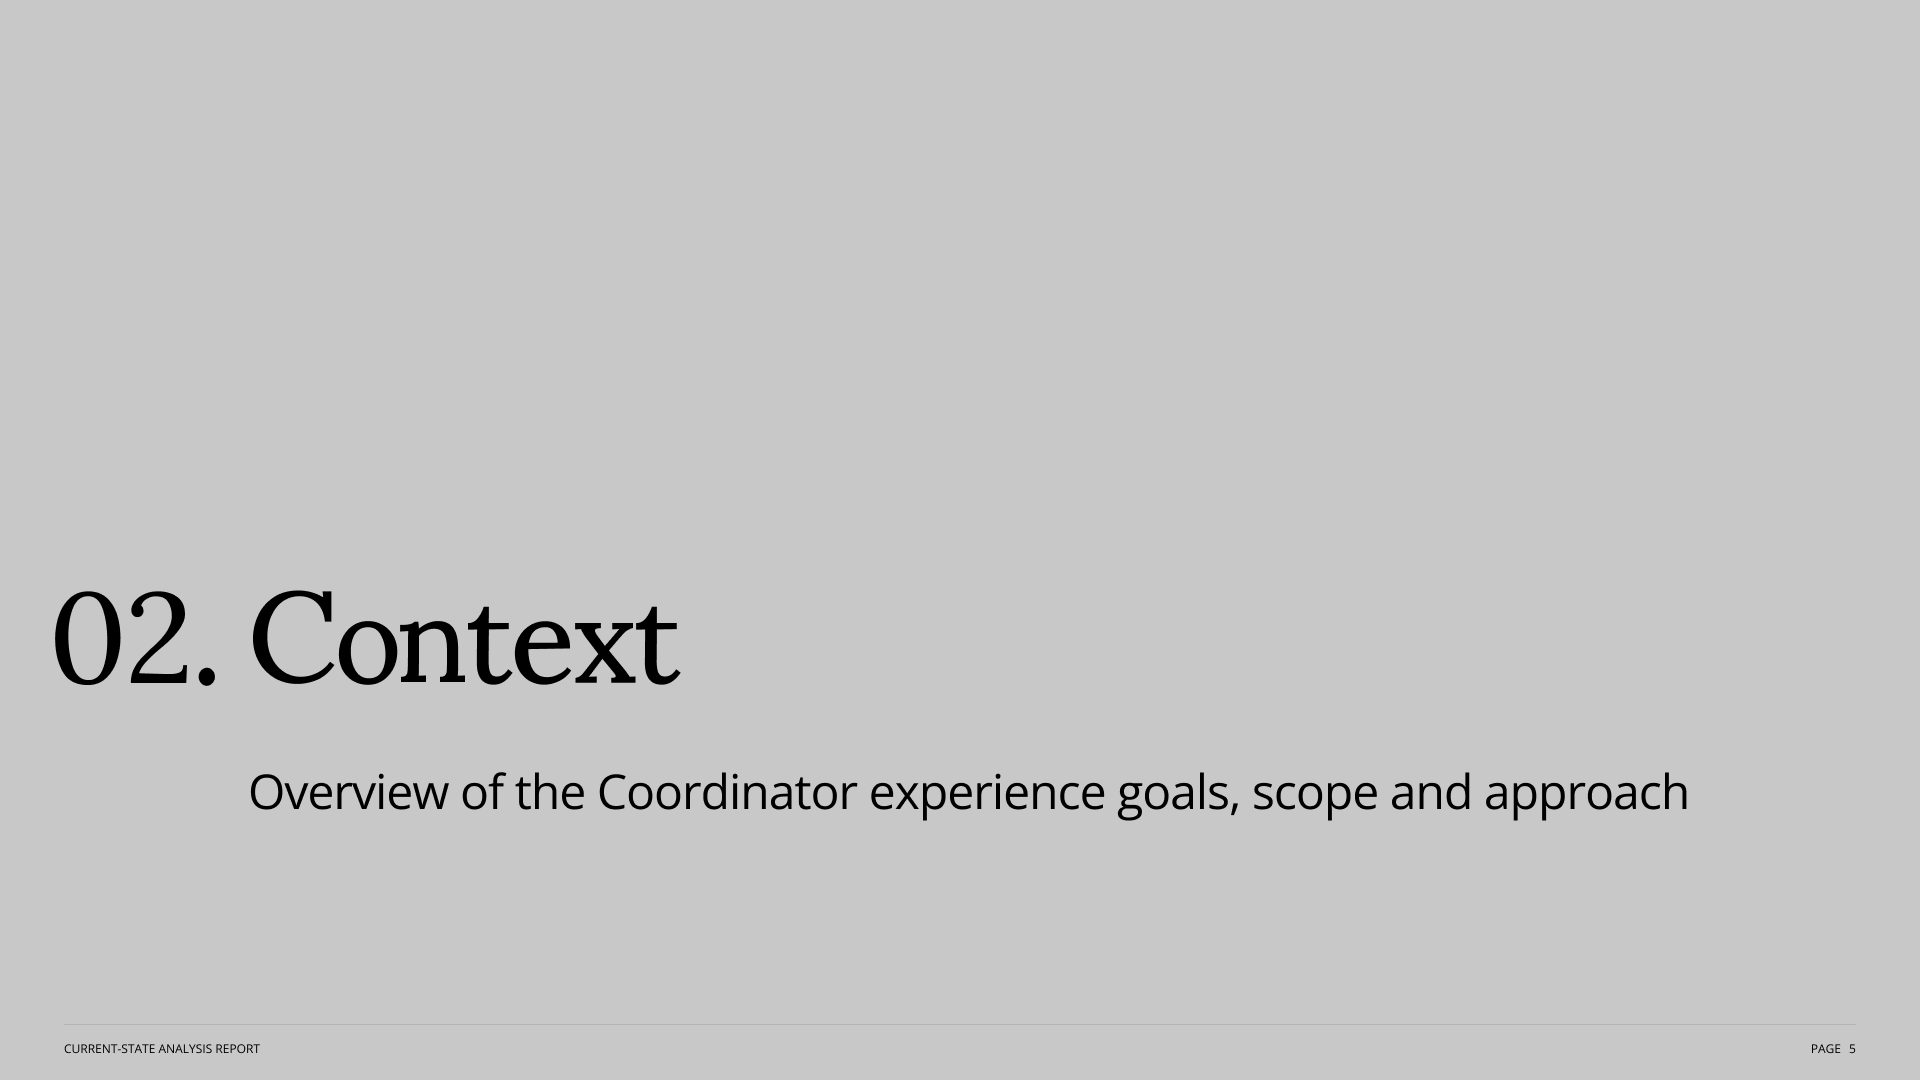 02. Context
Overview of the Coordinator experience goals, scope and approach
CURRENT-STATE ANALYSIS REPORT
PAGE 5